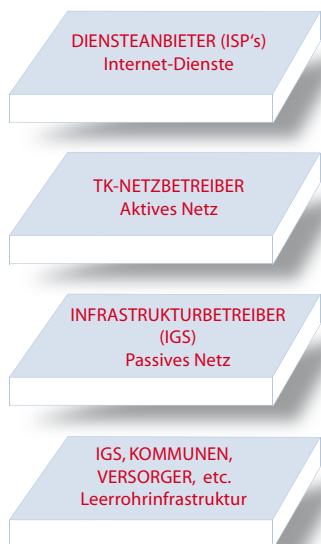 DIENSTEANBIETER (ISP‘s)
Internet-Dienste
TK-NETZBETREIBER
Aktives Netz
INFRASTRUKTURBETREIBER
(IGS)
Passives Netz
IGS, KOMMUNEN,
VERSORGER, etc.
Leerrohrinfrastruktur